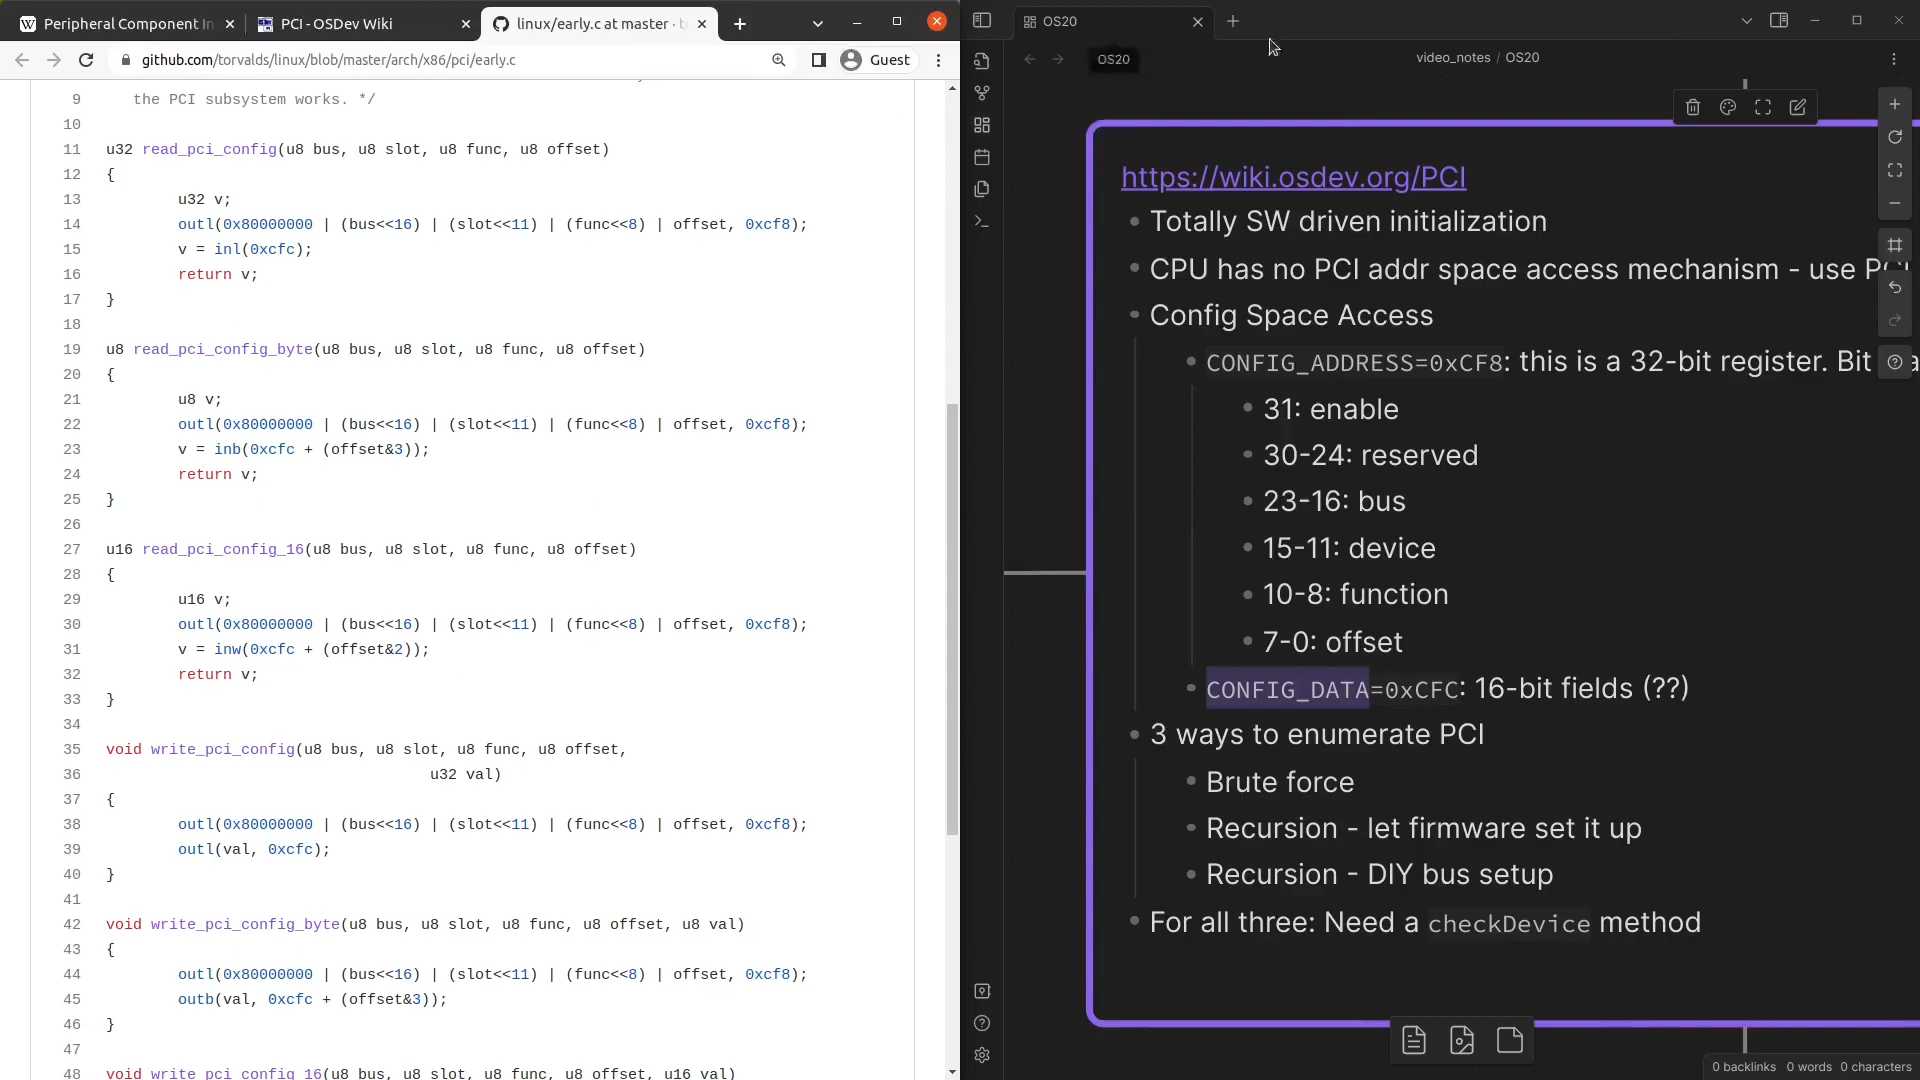 Peripheral Component In
PCI - OSDev Wiki
linux/early.c at master · t
github.com/torvalds/linux/blob/master/arch/x86/pci/early.c
Guest
9 the PCI subsystem works. */
10
11 u32 read_pci_config(u8 bus, u8 slot, u8 func, u8 offset)
12 {
13 u32 v;
14 outl(0x80000000 | (bus<<16) | (slot<<11) | (func<<8) | offset, 0xcf8);
15 v = inl(0xcfc);
16 return v;
17 }
18
19 u8 read_pci_config_byte(u8 bus, u8 slot, u8 func, u8 offset)
20 {
21 u8 v;
22 outl(0x80000000 | (bus<<16) | (slot<<11) | (func<<8) | offset, 0xcf8);
23 v = inb(0xcfc + (offset&3));
24 return v;
25 }
26
27 u16 read_pci_config_16(u8 bus, u8 slot, u8 func, u8 offset)
28 {
29 u16 v;
30 outl(0x80000000 | (bus<<16) | (slot<<11) | (func<<8) | offset, 0xcf8);
31 v = inw(0xcfc + (offset&2));
32 return v;
33 }
34
35 void write_pci_config(u8 bus, u8 slot, u8 func, u8 offset,
36 u32 val)
37 {
38 outl(0x80000000 | (bus<<16) | (slot<<11) | (func<<8) | offset, 0xcf8);
39 outl(val, 0xcfc);
40 }
41
42 void write_pci_config_byte(u8 bus, u8 slot, u8 func, u8 offset, u8 val)
43 {
44 outl(0x80000000 | (bus<<16) | (slot<<11) | (func<<8) | offset, 0xcf8);
45 outb(val, 0xcfc + (offset&3));
46 }
47
48 void write_pci_config_16(u8 bus, u8 slot, u8 func, u8 offset, u16 val)
OS20
OS20
video_notes / OS20
https://wiki.osdev.org/PCI
• Totally SW driven initialization
• CPU has no PCI addr space access mechanism - use PCI
• Config Space Access
• CONFIG_ADDRESS=0xCF8: this is a 32-bit register. Bit
• 31: enable
• 30-24: reserved
• 23-16: bus
• 15-11: device
• 10-8: function
• 7-0: offset
• CONFIG_DATA=0xCFC: 16-bit fields (??)
• 3 ways to enumerate PCI
• Brute force
• Recursion - let firmware set it up
• Recursion - DIY bus setup
• For all three: Need a checkDevice method
0 backlinks 0 words 0 characters